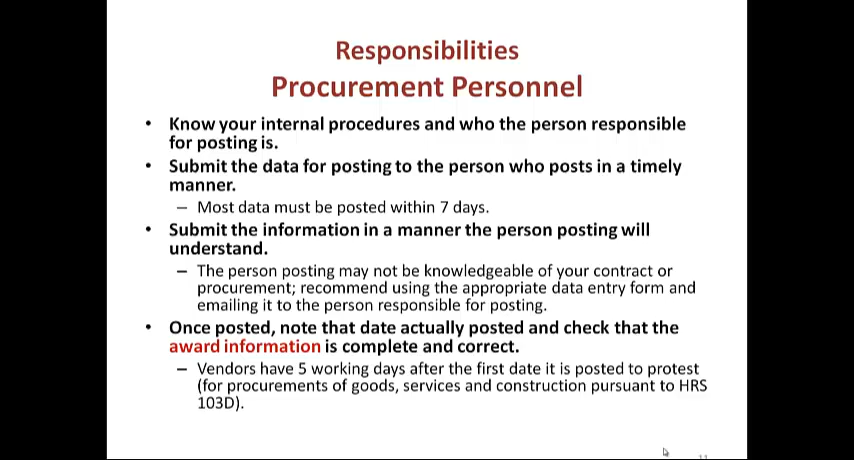 Responsibilities
Procurement Personnel
• Know your internal procedures and who the person responsible
for posting is.
• Submit the data for posting to the person who posts in a timely
manner.
– Most data must be posted within 7 days.
• Submit the information in a manner the person posting will
understand.
– The person posting may not be knowledgeable of your contract or
procurement; recommend using the appropriate data entry form and
emailing it to the person responsible for posting.
• Once posted, note that date actually posted and check that the
award information is complete and correct.
– Vendors have 5 working days after the first date it is posted to protest
(for procurements of goods, services and construction pursuant to HRS
103D).